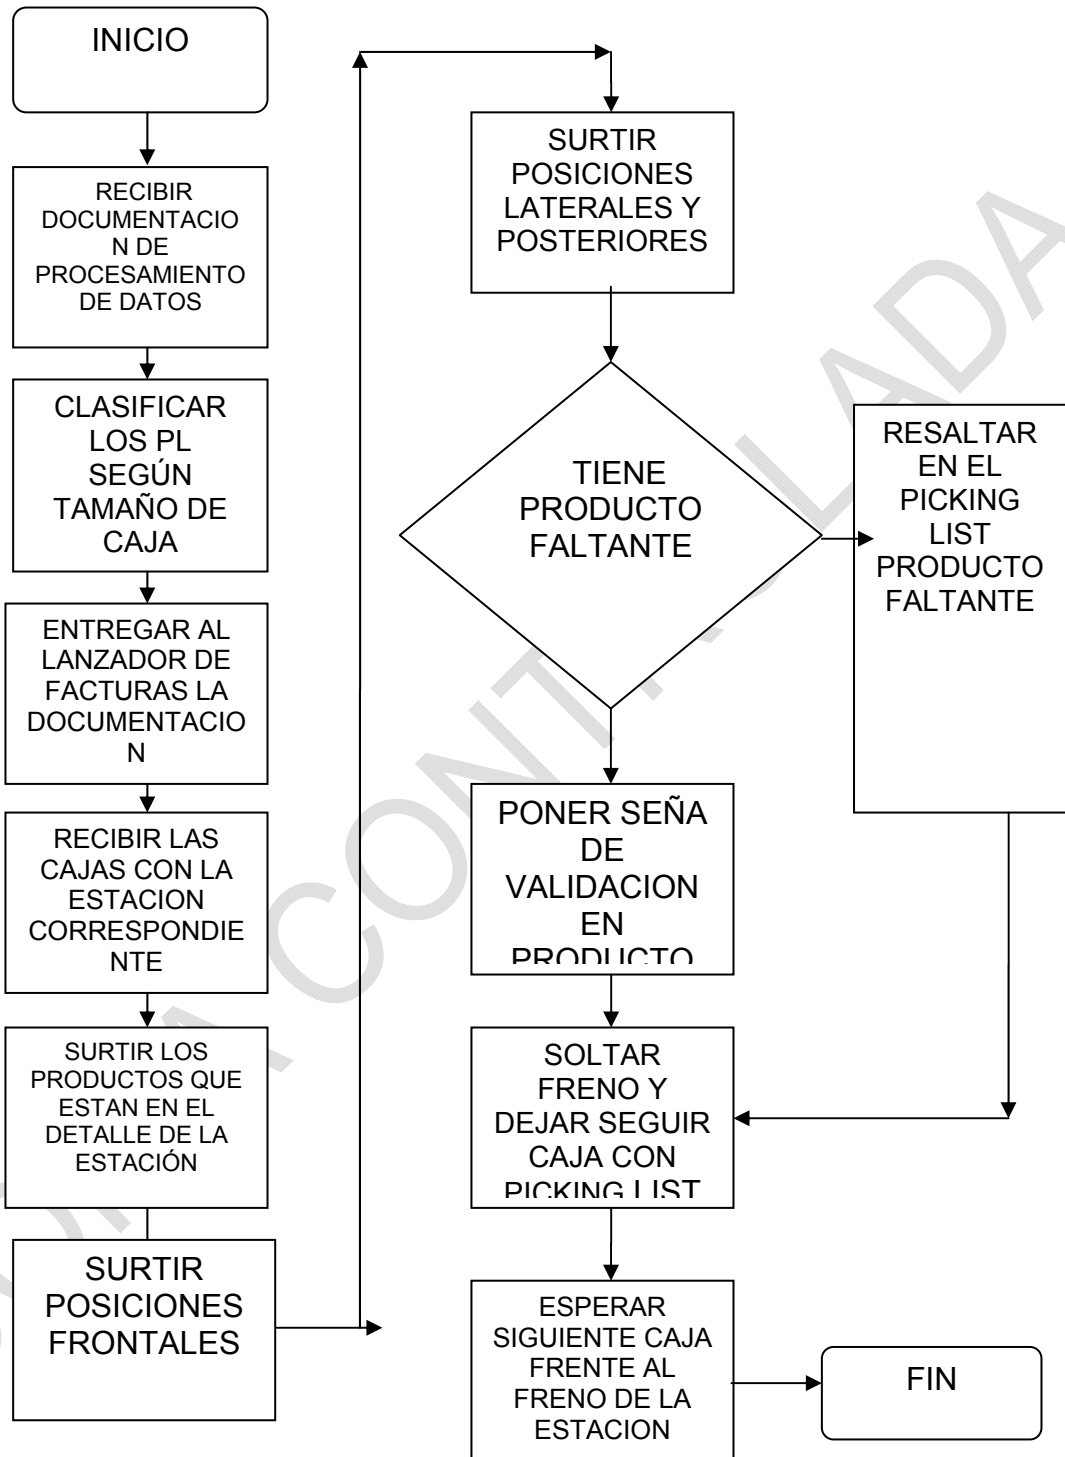 INICIO
RECIBIR
DOCUMENTACIO
N DE
PROCESAMIENTO
DE DATOS
CLASIFICAR
LOS PL
SEGÚN
TAMAÑO DE
CAJA
ENTREGAR AL
LANZADOR DE
FACTURAS LA
DOCUMENTACIO
N
RECIBIR LAS
CAJAS CON LA
ESTACION
CORRESPONDIE
NTE
SURTIR LOS
PRODUCTOS QUE
ESTAN EN EL
DETALLE DE LA
ESTACIÓN
SURTIR
POSICIONES
FRONTALES
SURTIR
POSICIONES
LATERALES Y
POSTERIORES
TIENE
PRODUCTO
FALTANTE
RESALTAR
EN EL
PICKING
LIST
PRODUCTO
FALTANTE
PONER SEÑA
DE
VALIDACION
EN
PRODUCTO
SOLTAR
FRENO Y
DEJAR SEGUIR
CAJA CON
PICKING LIST
ESPERAR
SIGUIENTE CAJA
FRENTE AL
FRENO DE LA
ESTACION
FIN